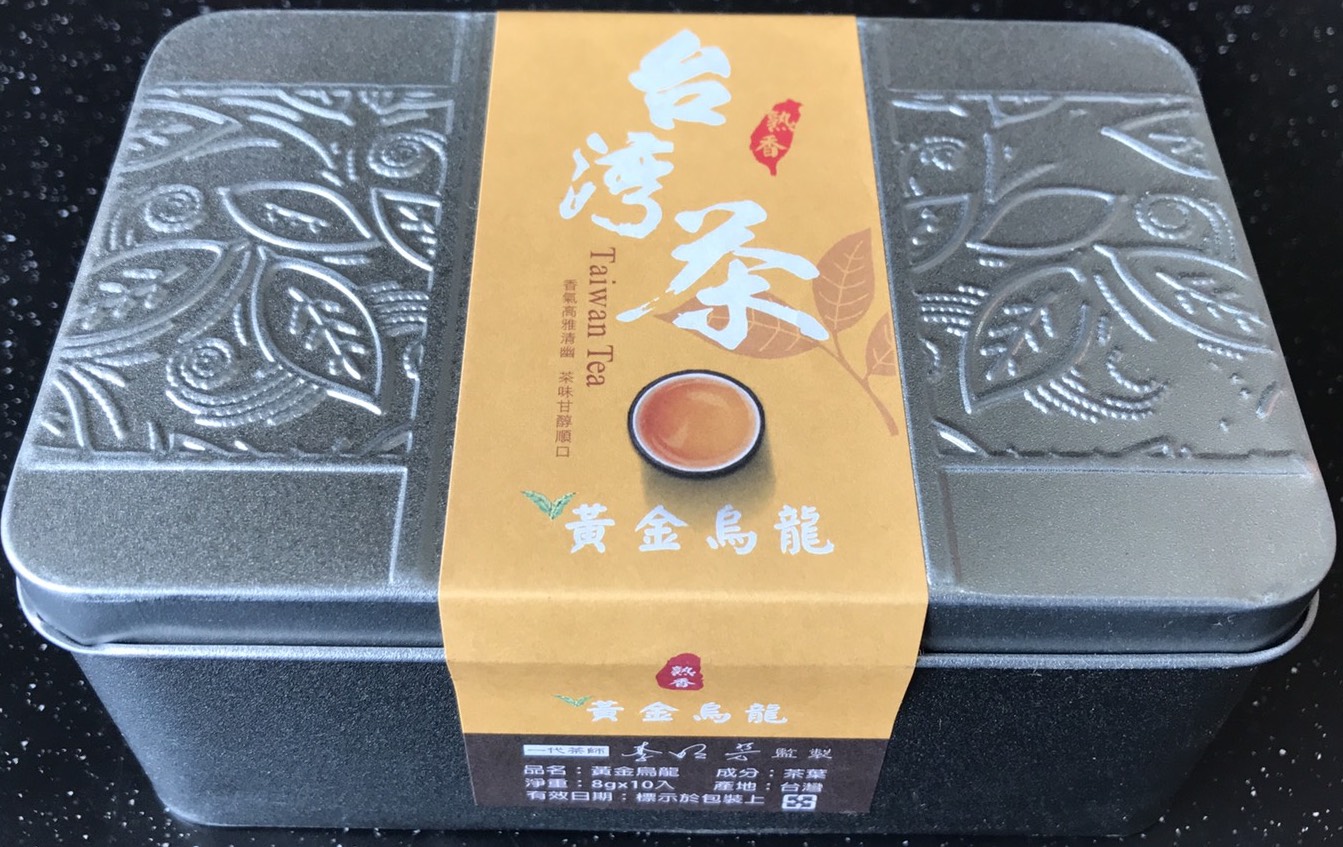 台灣茶
熟香
Taiwan Tea
香氣高雅清幽 茶味甘醇順口
黃金烏龍
熟香
黃金烏龍
一代茶師 監製
品名：黃金烏龍 成分：茶葉
淨重：8gx10入 產地：台灣
有效日期：標示於包裝上